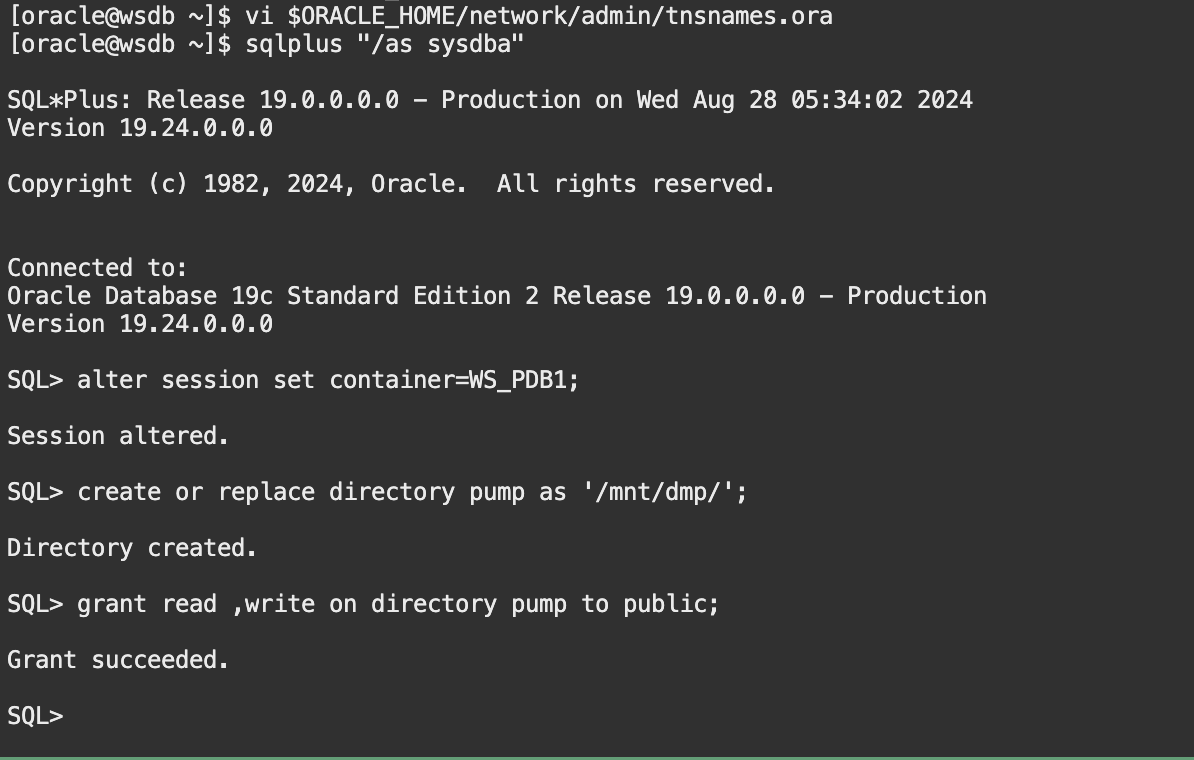 [oracle@wsdb ~]$ vi $ORACLE_HOME/network/admin/tnsnames.ora
[oracle@wsdb ~]$ sqlplus "/as sysdba"
SQL*Plus: Release 19.0.0.0.0 – Production on Wed Aug 28 05:34:02 2024
Version 19.24.0.0.0
Copyright (c) 1982, 2024, Oracle.  All rights reserved.
Connected to:
Oracle Database 19c Standard Edition 2 Release 19.0.0.0.0 – Production
Version 19.24.0.0.0
SQL> alter session set container=WS_PDB1;
Session altered.
SQL> create or replace directory pump as '/mnt/dmp/';
Directory created.
SQL> grant read ,write on directory pump to public;
Grant succeeded.
SQL>